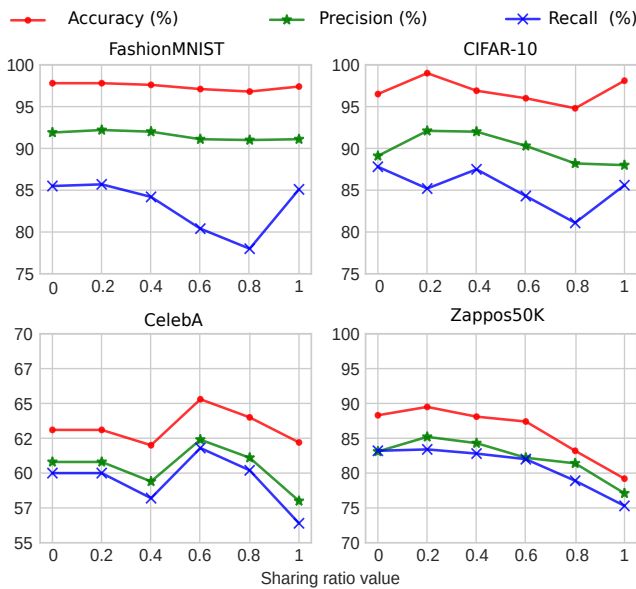 Accuracy (%) Precision (%) Recall (%)
FashionMNIST CIFAR-10
100 100
95 95
90 90
85 85
80 80
75 75
0 0.2 0.4 0.6 0.8 1 0 0.2 0.4 0.6 0.8 1
CelebA Zappos50K
70 100
67 95
65 90
62 85
60 80
57 75
55 70
0 0.2 0.4 0.6 0.8 1 0 0.2 0.4 0.6 0.8 1
Sharing ratio value